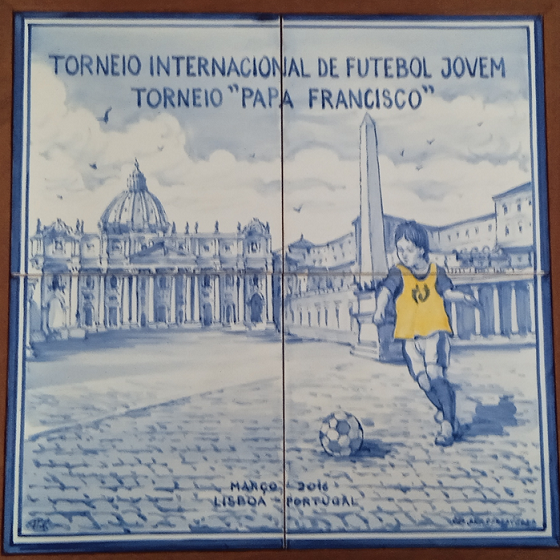 TORNEIO INTERNACIONAL DE FUTEBOL JOVEM
TORNEIO "PAPA FRANCISCO"
MARÇO 2016
LISBOA - PORTUGAL